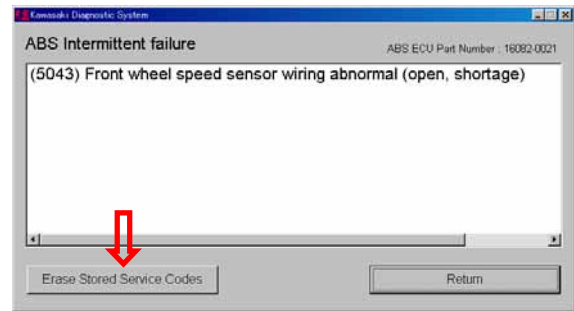 Kawasaki Diagnostic System
ABS Intermittent failure
ABS ECU Part Number : 16082-0021
(5043) Front wheel speed sensor wiring abnormal (open, shortage)
Erase Stored Service Codes
Return